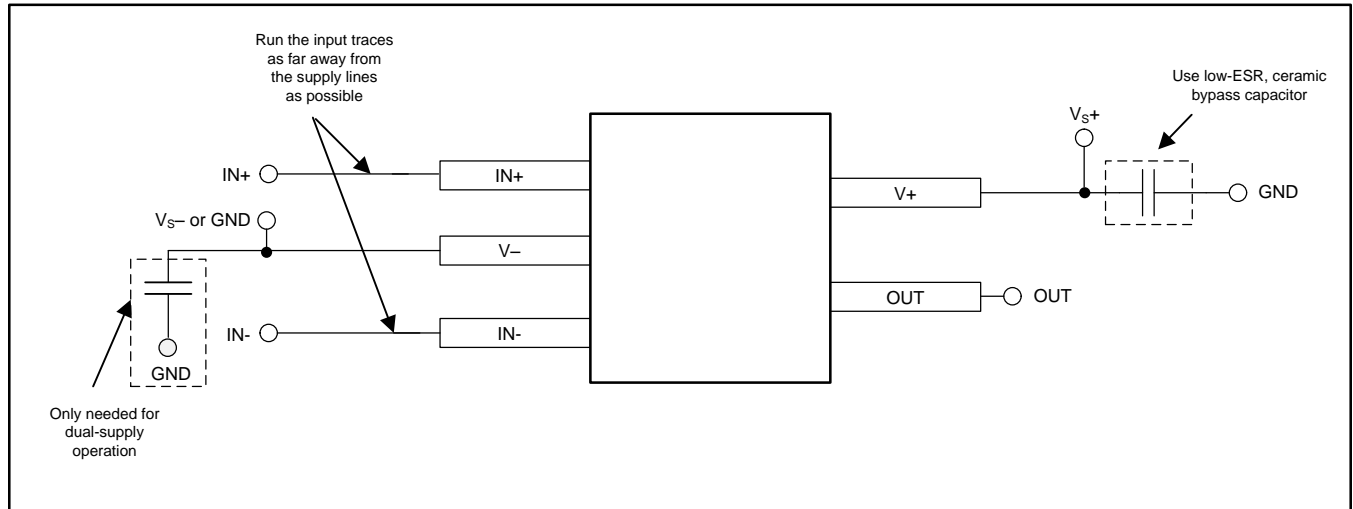 Run the input traces
as far away from
the supply lines
as possible
Use low-ESR, ceramic
bypass capacitor
VS+
IN+
IN+
V+
GND
VS– or GND
V–
OUT
OUT
IN-
IN-
GND
Only needed for
dual-supply
operation